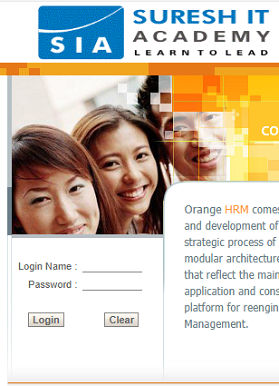 SURESH IT
SIA ACADEMY
LEARN TO LEAD
CO
Orange HRM comes
and development of
strategic process of
modular architecture
that reflect the main
application and cons
platform for reengin
Management.
Login Name :
Password :
Login Clear